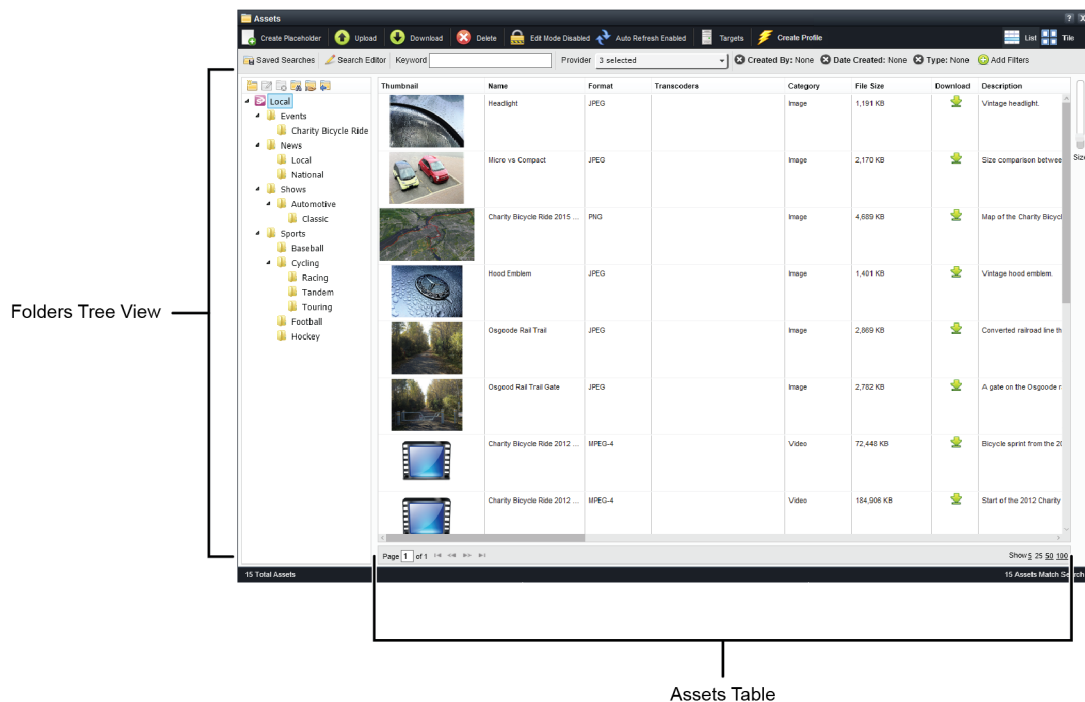 Assets
Create Placeholder Upload Download Delete Edit Mode Disabled Auto Refresh Enabled Targets Create Profile List Tile
Saved Searches Search Editor Keyword Provider 3 selected Created By: None Date Created: None Type: None Add Filters
Thumbnail Name Format Transcoders Category File Size Download Description
Local
Events
Charity Bicycle Ride
News
Local
National
Shows
Automotive
Classic
Sports
Baseball
Cycling
Racing
Tandem
Touring
Football
Hockey
Headlight JPEG Image 1,191 KB Vintage headlight.
Micro vs Compact JPEG Image 2,170 KB Size comparison betwee
Size
Charity Bicycle Ride 2015 ... PNG Image 4,689 KB Map of the Charity Bicycl
Hood Emblem JPEG Image 1,401 KB Vintage hood emblem.
Osgoode Rail Trail JPEG Image 2,869 KB Converted railroad line th
Osgood Rail Trail Gate JPEG Image 2,782 KB A gate on the Osgoode r
Charity Bicycle Ride 2012 ... MPEG-4 Video 72,448 KB Bicycle sprint from the 20
Charity Bicycle Ride 2012 ... MPEG-4 Video 184,906 KB Start of the 2012 Charity
Page 1 of 1 Show 5 25 50 100
15 Total Assets 15 Assets Match Search
Folders Tree View
Assets Table